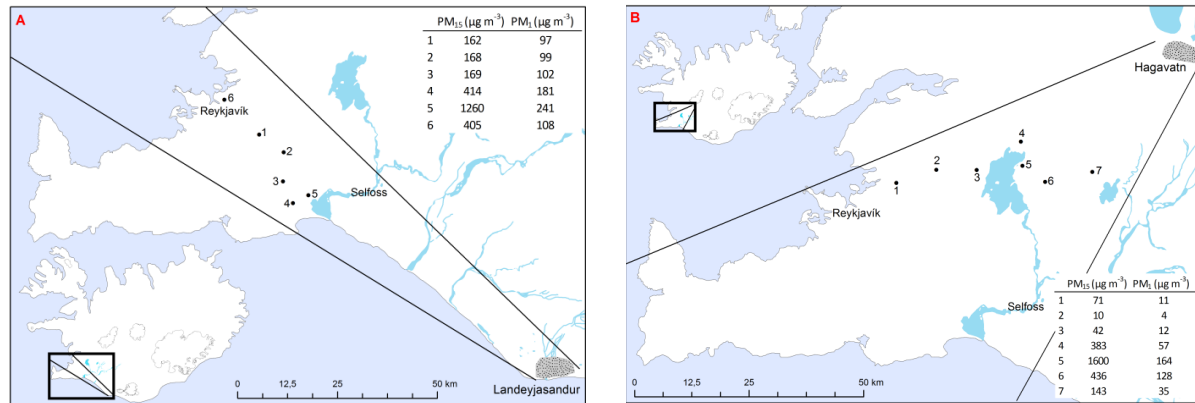 A
PM15 (µg m-3) PM1 (µg m-3)
1 162 97
2 168 99
3 169 102
4 414 181
5 1260 241
6 405 108
6
Reykjavík
1
2
3
Selfoss
5
4
Landeyjasandur
0 12,5 25 50 km
B
Hagavatn
4
2
3
5
7
6
1
Reykjavík
Selfoss
PM15 (µg m-3) PM1 (µg m-3)
1 71 11
2 10 4
3 42 12
4 383 57
5 1600 164
6 436 128
7 143 35
0 12,5 25 50 km